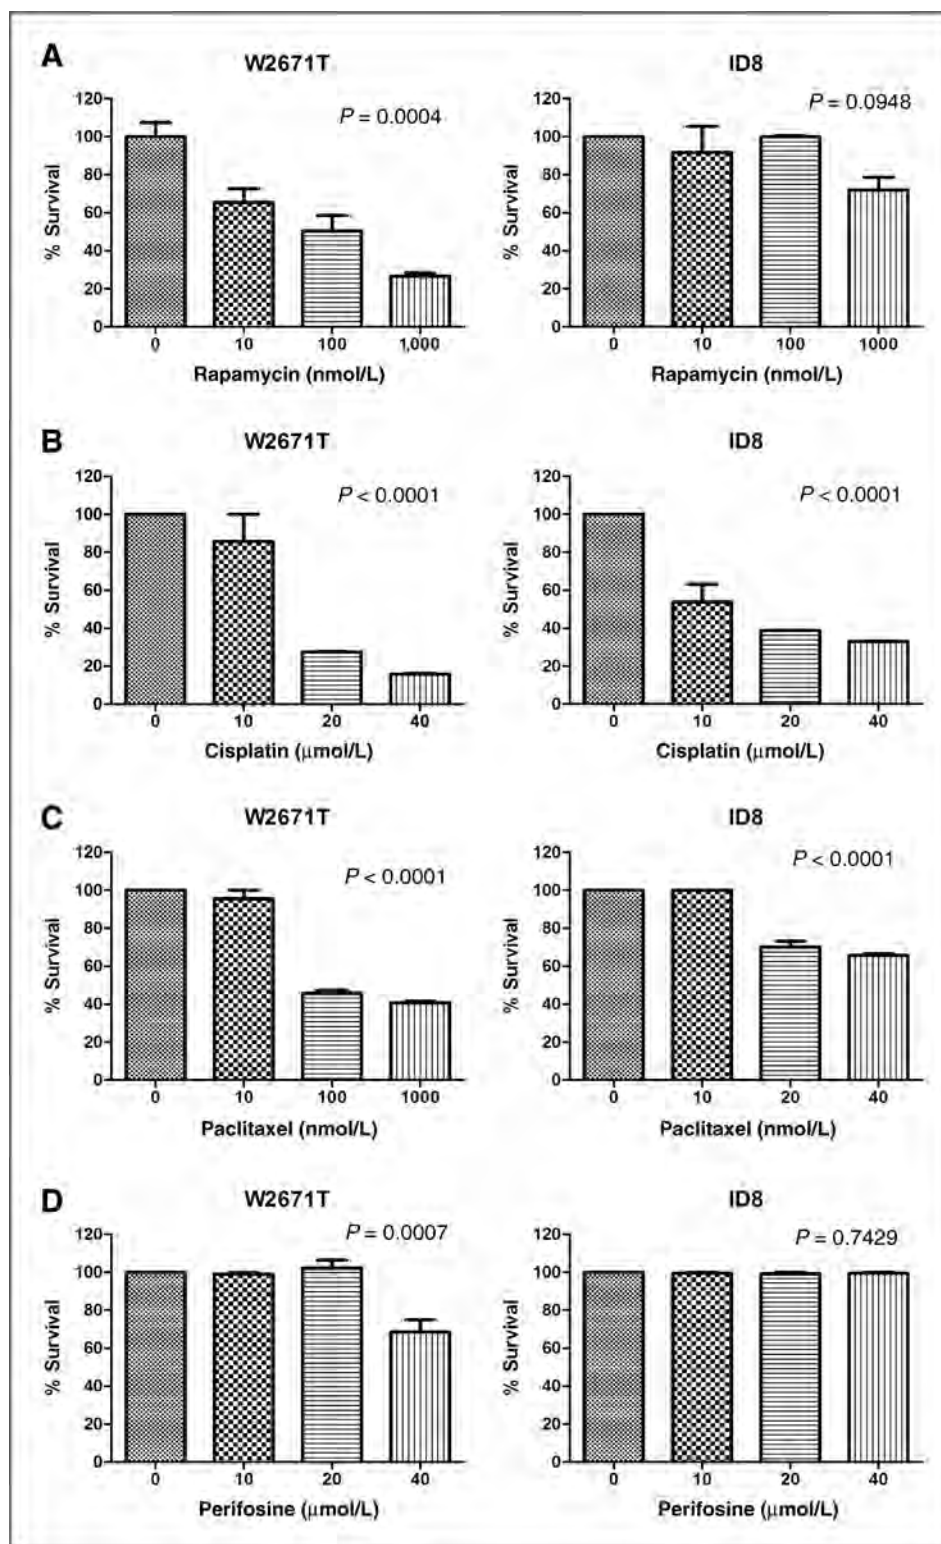 A
W2671T
ID8
P = 0.0004
P = 0.0948
% Survival
120
100
80
60
40
20
0
0 10 100 1000
Rapamycin (nmol/L)
% Survival
120
100
80
60
40
20
0
0 10 100 1000
Rapamycin (nmol/L)
B
W2671T
ID8
P < 0.0001
P < 0.0001
% Survival
120
100
80
60
40
20
0
0 10 20 40
Cisplatin (μmol/L)
% Survival
120
100
80
60
40
20
0
0 10 20 40
Cisplatin (μmol/L)
C
W2671T
ID8
P < 0.0001
P < 0.0001
% Survival
120
100
80
60
40
20
0
0 10 100 1000
Paclitaxel (nmol/L)
% Survival
120
100
80
60
40
20
0
0 10 20 40
Paclitaxel (nmol/L)
D
W2671T
ID8
P = 0.0007
P = 0.7429
% Survival
120
100
80
60
40
20
0
0 10 20 40
Perifosine (μmol/L)
% Survival
120
100
80
60
40
20
0
0 10 20 40
Perifosine (μmol/L)